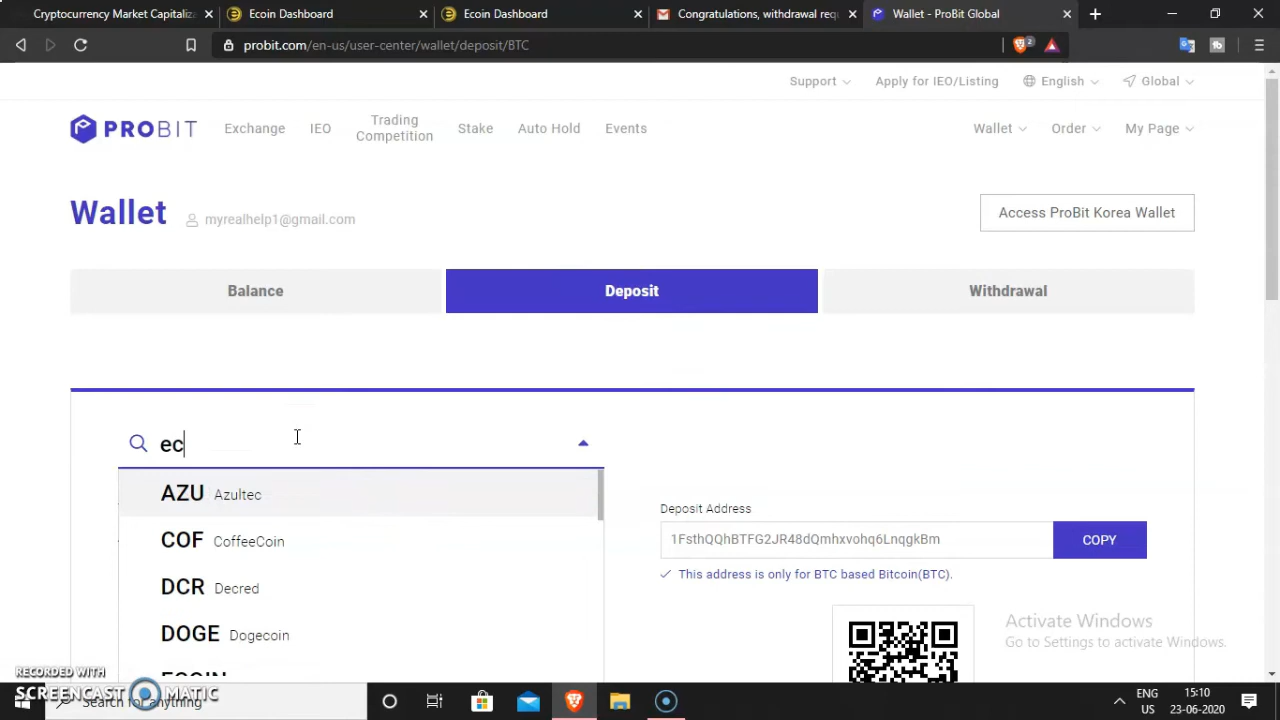 Cryptocurrency Market Capitaliz
Ecoin Dashboard
Ecoin Dashboard
Congratulations, withdrawal requ
Wallet - ProBit Global
probit.com/en-us/user-center/wallet/deposit/BTC
2
Support
Apply for IEO/Listing
English
Global
PROBIT
Exchange
IEO
Trading
Competition
Stake
Auto Hold
Events
Wallet
Order
My Page
Wallet
myrealhelp1@gmail.com
Access ProBit Korea Wallet
Balance
Deposit
Withdrawal
ec
AZU Azultec
COF CoffeeCoin
DCR Decred
DOGE Dogecoin
Deposit Address
1FsthQQhBTFG2JR48dQmhxvohq6LnqgkBm
COPY
This address is only for BTC based Bitcoin(BTC).
Activate Windows
Go to Settings to activate Windows.
RECORDED WITH
SCREENCAST MATIC
Search for anything
ENG
US
15:10
23-06-2020